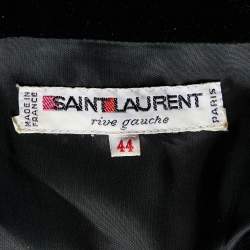 MADE IN
FRANCE
SAINT LAURENT
rive gauche
PARIS
44